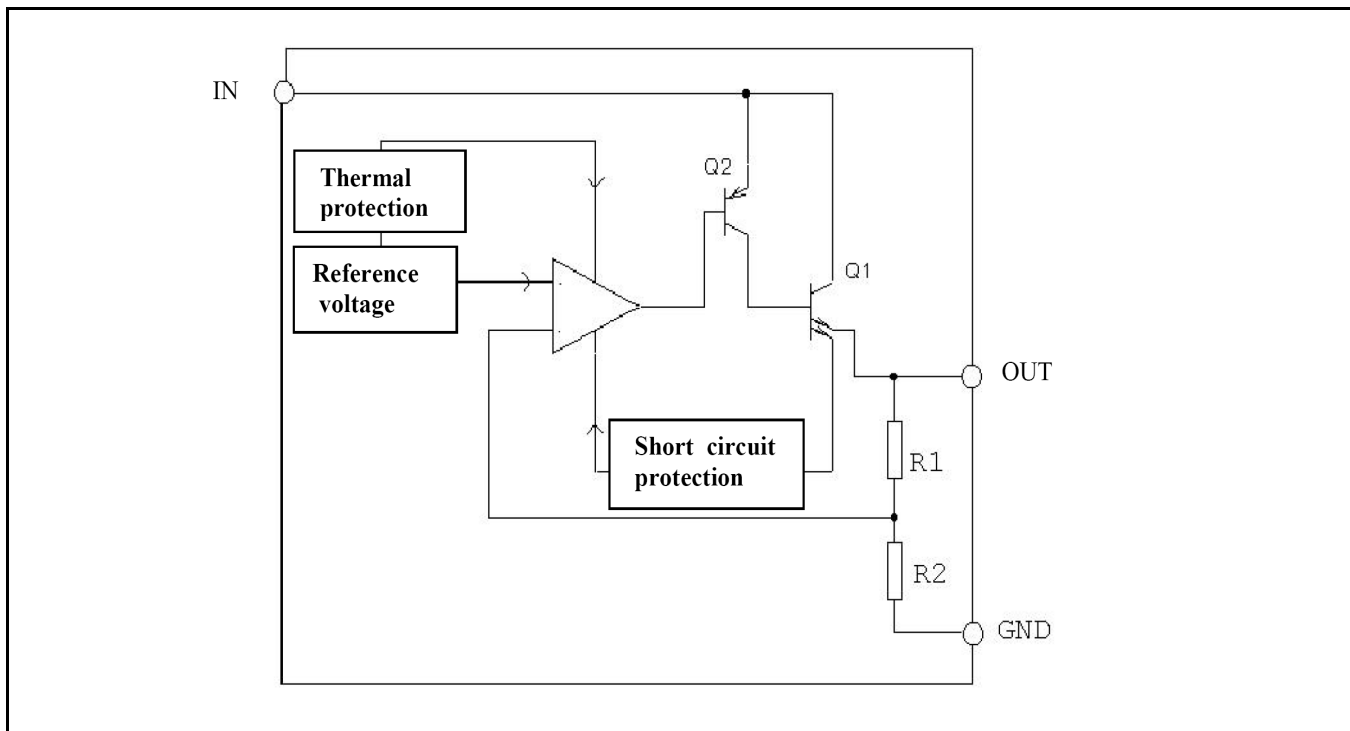 IN
Thermal
protection
Q2
Reference
voltage
Q1
OUT
Short circuit
protection
R1
R2
GND